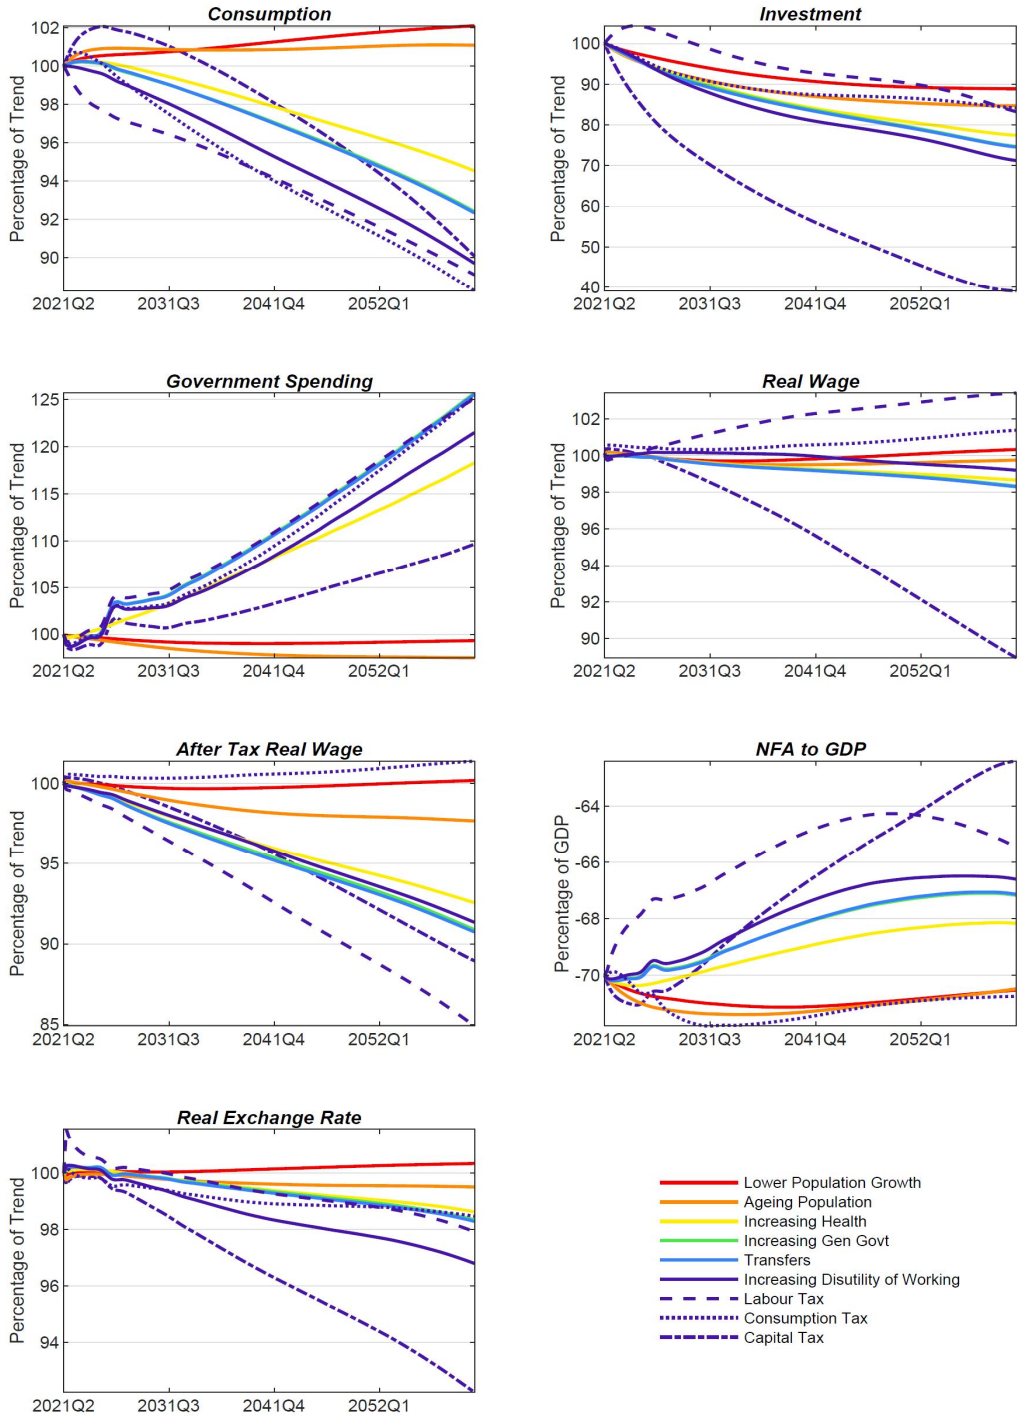 Consumption
Percentage of Trend
102
100
98
96
94
92
90
2021Q2 2031Q3 2041Q4 2052Q1
Investment
Percentage of Trend
100
90
80
70
60
50
40
2021Q2 2031Q3 2041Q4 2052Q1
Government Spending
Percentage of Trend
125
120
115
110
105
100
2021Q2 2031Q3 2041Q4 2052Q1
Real Wage
Percentage of Trend
102
100
98
96
94
92
90
2021Q2 2031Q3 2041Q4 2052Q1
After Tax Real Wage
Percentage of Trend
100
95
90
85
2021Q2 2031Q3 2041Q4 2052Q1
NFA to GDP
Percentage of GDP
-64
-66
-68
-70
2021Q2 2031Q3 2041Q4 2052Q1
Real Exchange Rate
Percentage of Trend
100
98
96
94
2021Q2 2031Q3 2041Q4 2052Q1
Lower Population Growth
Ageing Population
Increasing Health
Increasing Gen Govt
Transfers
Increasing Disutility of Working
Labour Tax
Consumption Tax
Capital Tax